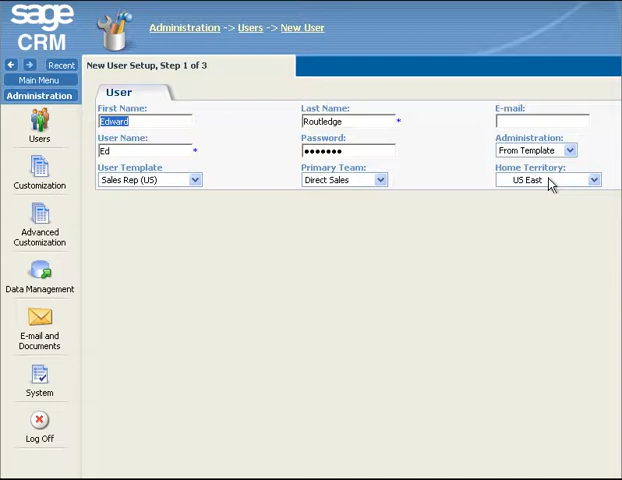 sage
CRM
Administration -> Users -> New User
Recent
Main Menu
Administration
New User Setup, Step 1 of 3
User
First Name:
Last Name:
E-mail:
Edward
Routledge *
User Name:
Password:
Administration:
Ed *
•••••••
From Template
User Template
Primary Team:
Home Territory:
Sales Rep (US)
Direct Sales
US East
Users
Customization
Advanced
Customization
Data Management
E-mail and
Documents
System
Log Off